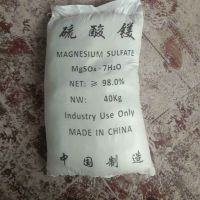 硫酸镁
MAGNESIUM SULFATE
MgSO₄·7H₂O
NET: ≥ 98.0%
NW: 40Kg
Industry Use Only
MADE IN CHINA
中国制造